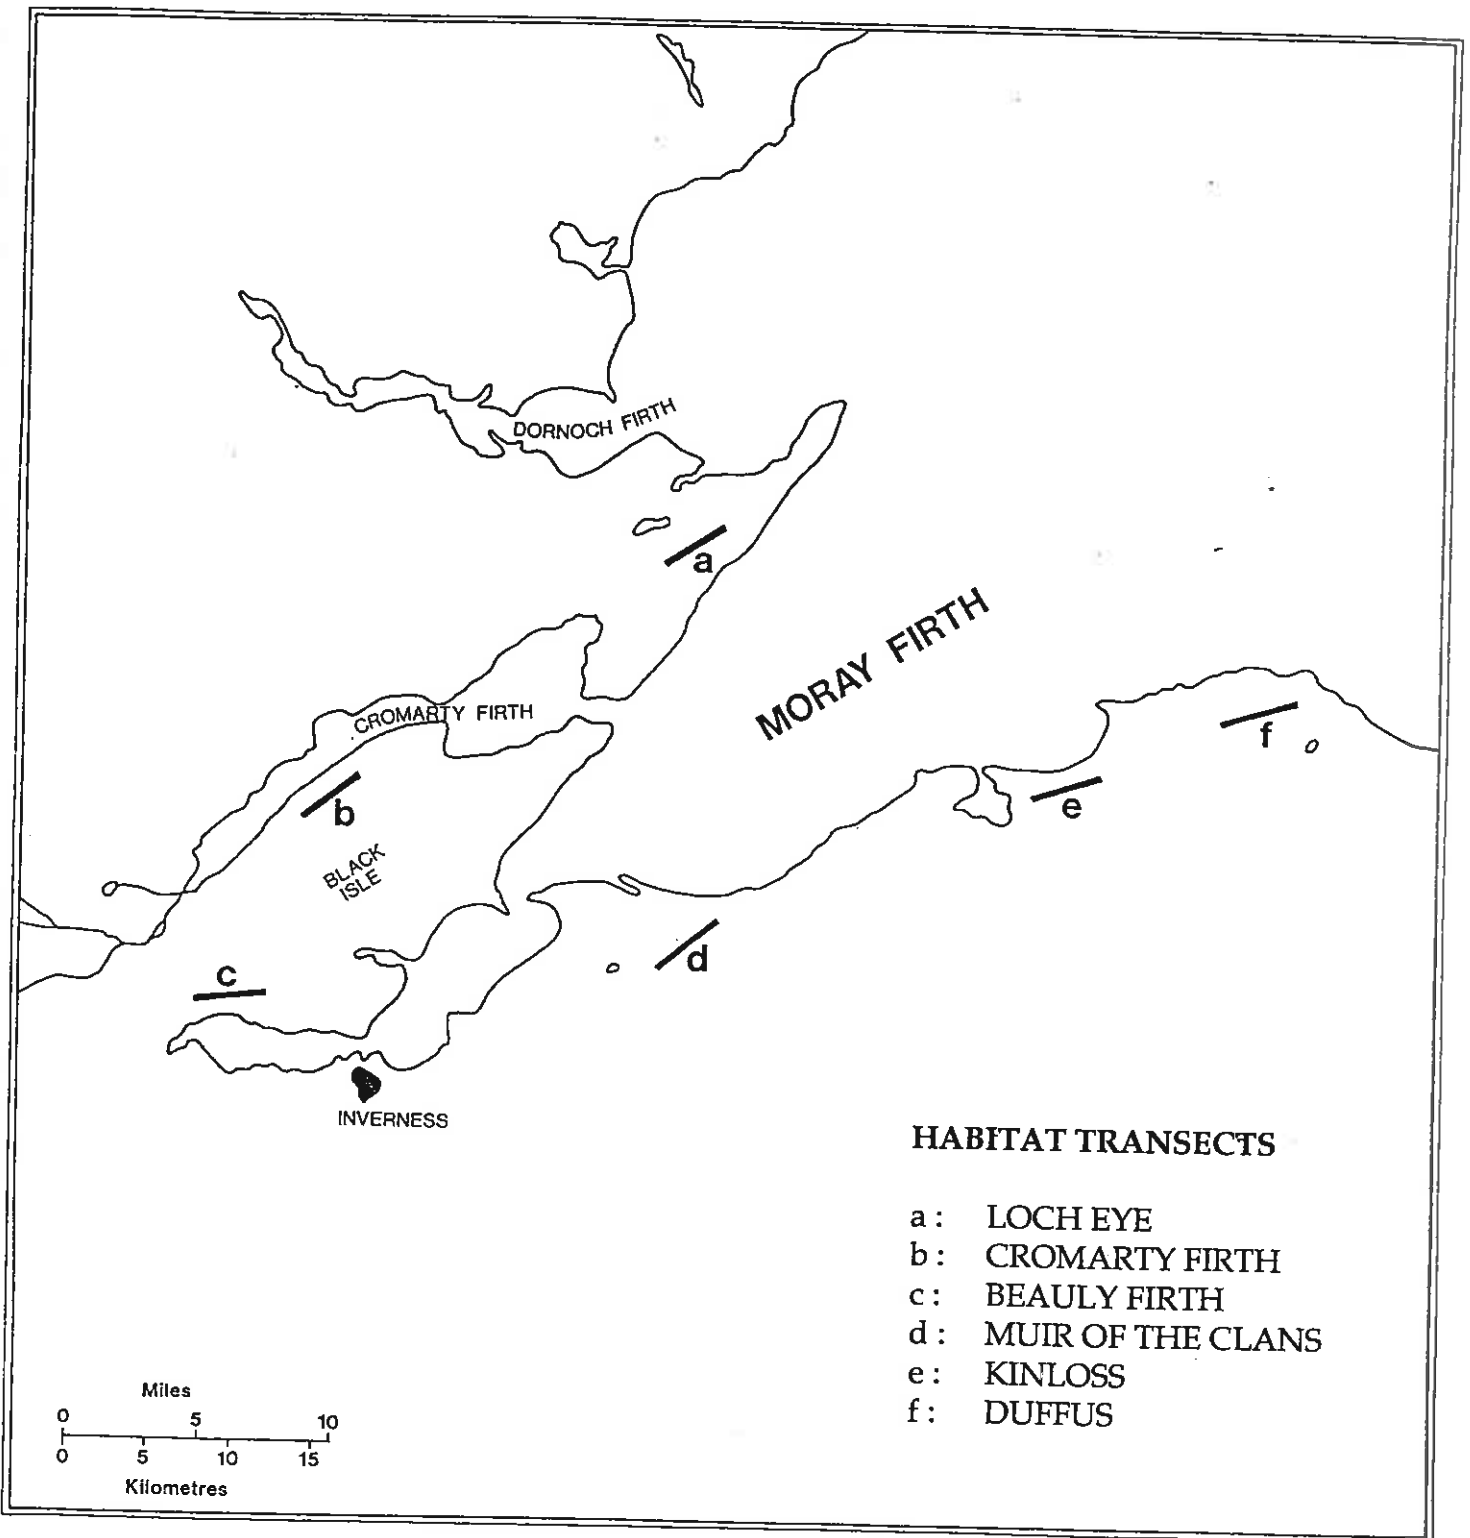 DORNOCH FIRTH
a
MORAY FIRTH
CROMARTY FIRTH
f
b
e
BLACK
ISLE
d
c
INVERNESS
HABITAT TRANSECTS
a: LOCH EYE
b: CROMARTY FIRTH
c: BEAULY FIRTH
d: MUIR OF THE CLANS
e: KINLOSS
f: DUFFUS
Miles
0 5 10
0 5 10 15
Kilometres